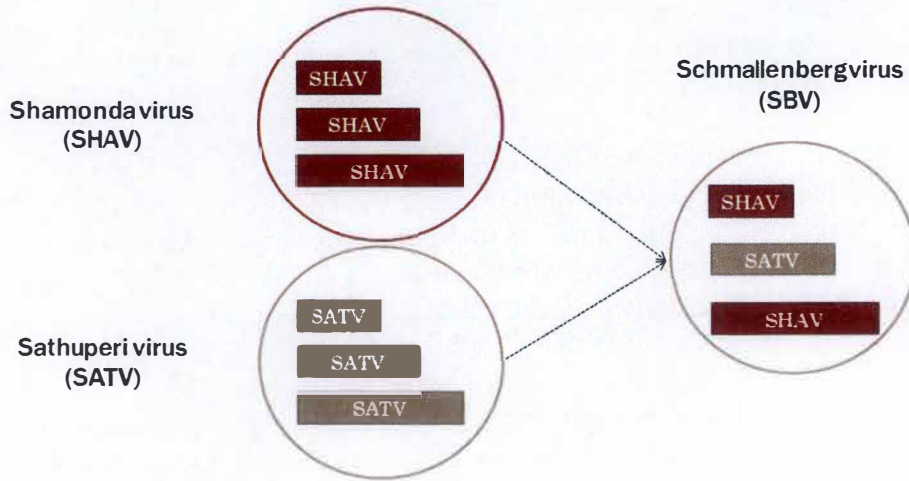 Shamonda virus
(SHAV)
SHAV
SHAV
SHAV
Sathuperi virus
(SATV)
SATV
SATV
SATV
Schmallenberg virus
(SBV)
SHAV
SATV
SHAV